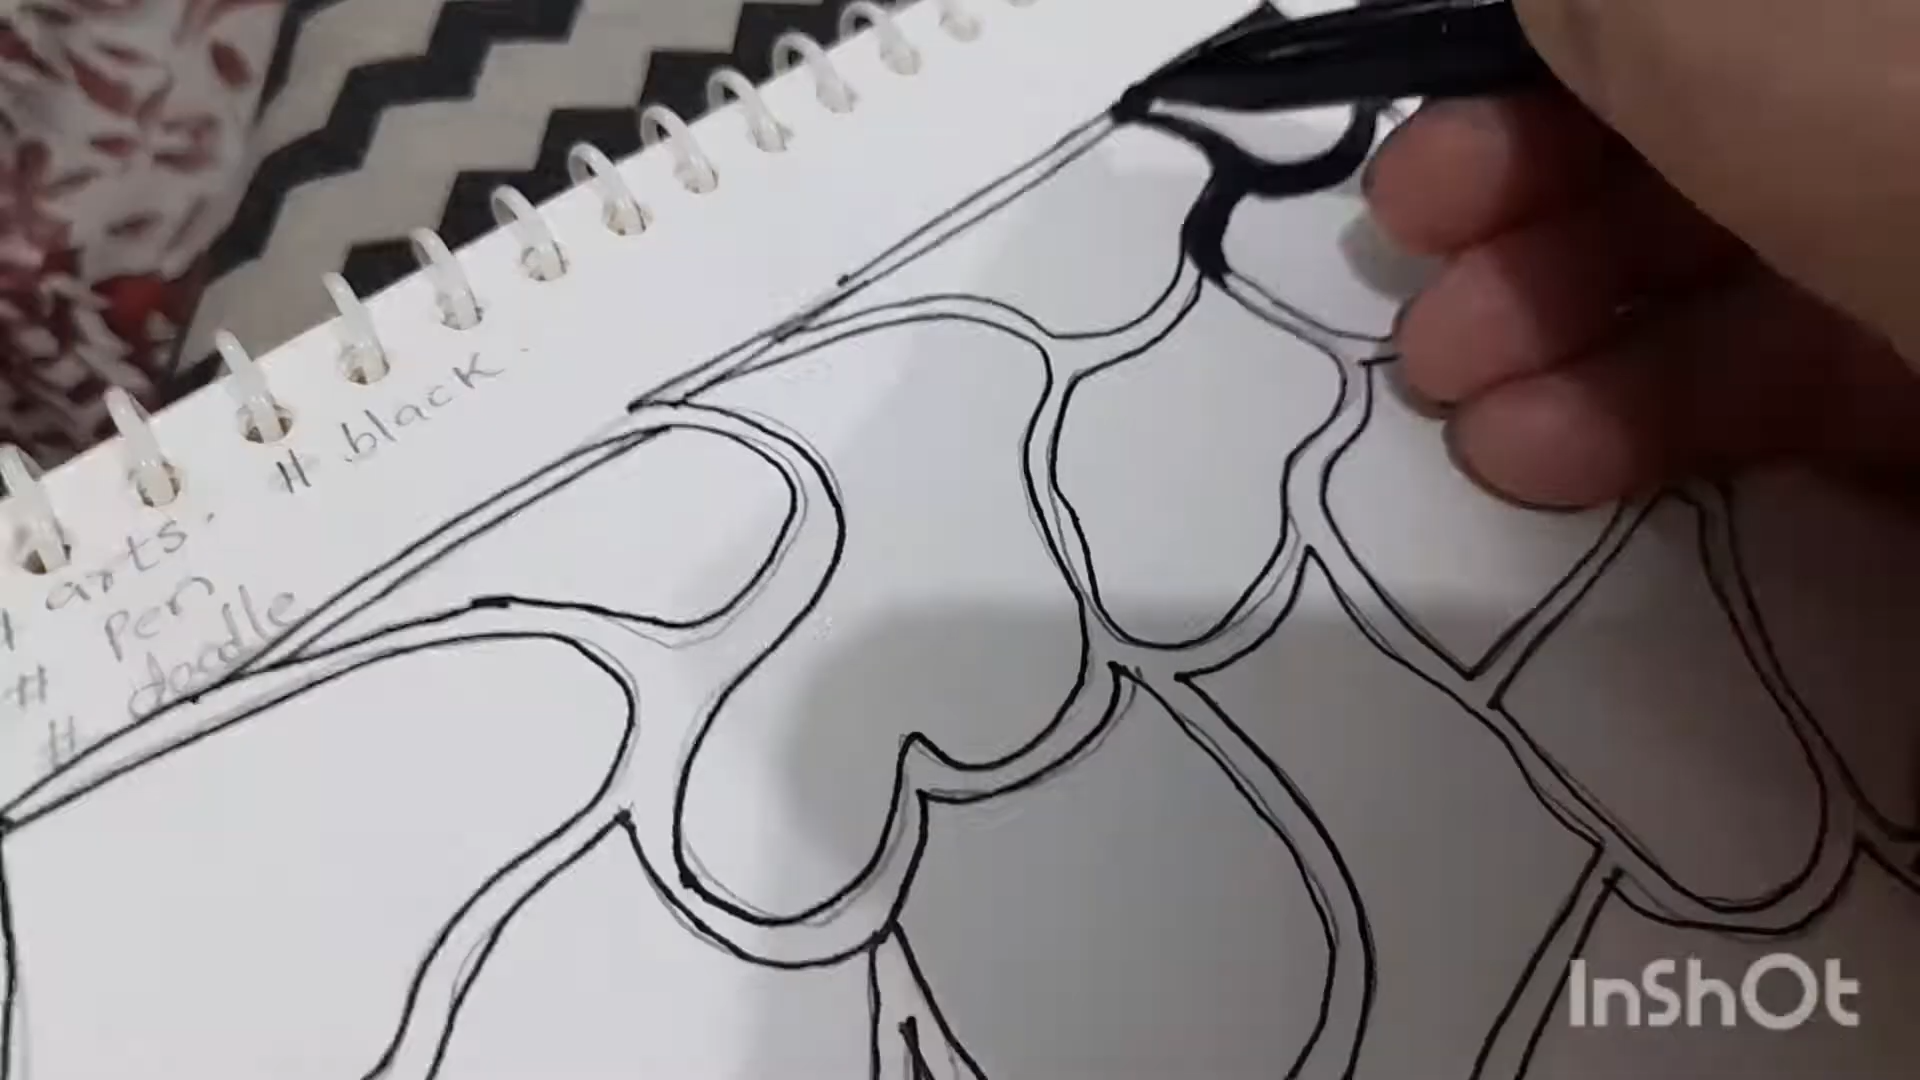 # black.
# arts.
# pen
# doodle
InShOt